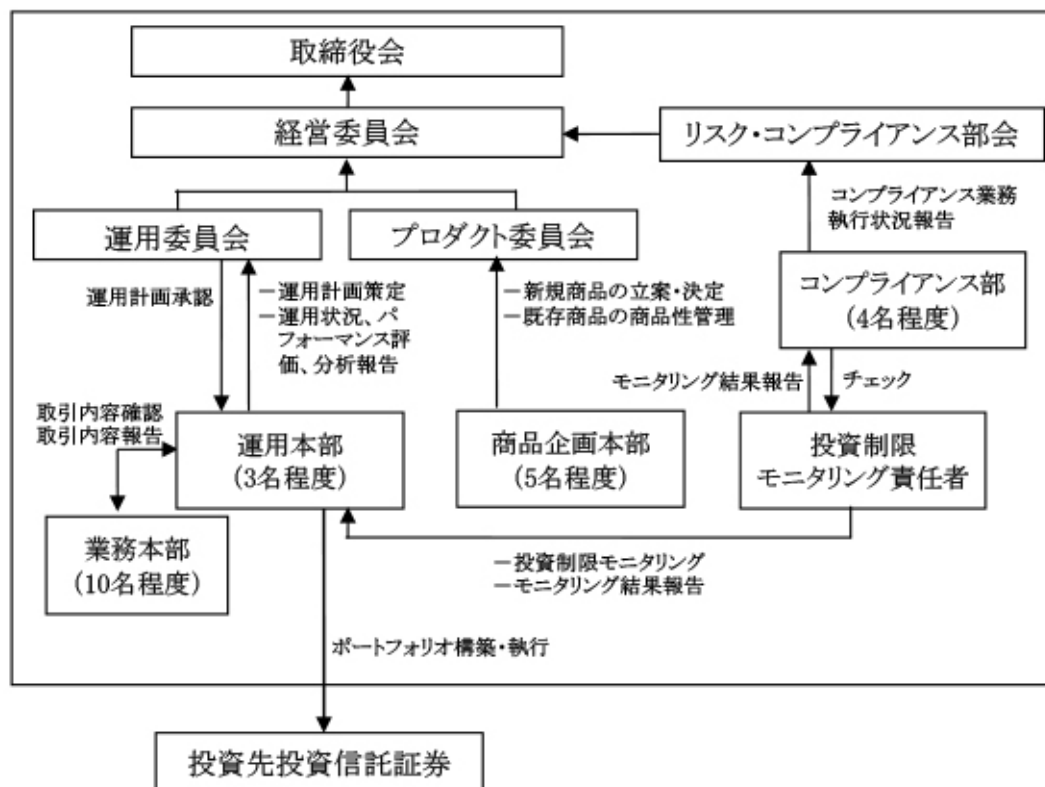 取締役会
経営委員会
リスク・コンプライアンス部会
運用委員会
プロダクト委員会
コンプライアンス業務
執行状況報告
運用計画承認
－運用計画策定
－運用状況、パ
フォーマンス評
価、分析報告
－新規商品の立案・決定
－既存商品の商品性管理
コンプライアンス部
(4名程度)
モニタリング結果報告
チェック
取引内容確認
取引内容報告
運用本部
(3名程度)
商品企画本部
(5名程度)
投資制限
モニタリング責任者
業務本部
(10名程度)
－投資制限モニタリング
－モニタリング結果報告
ポートフォリオ構築・執行
投資先投資信託証券